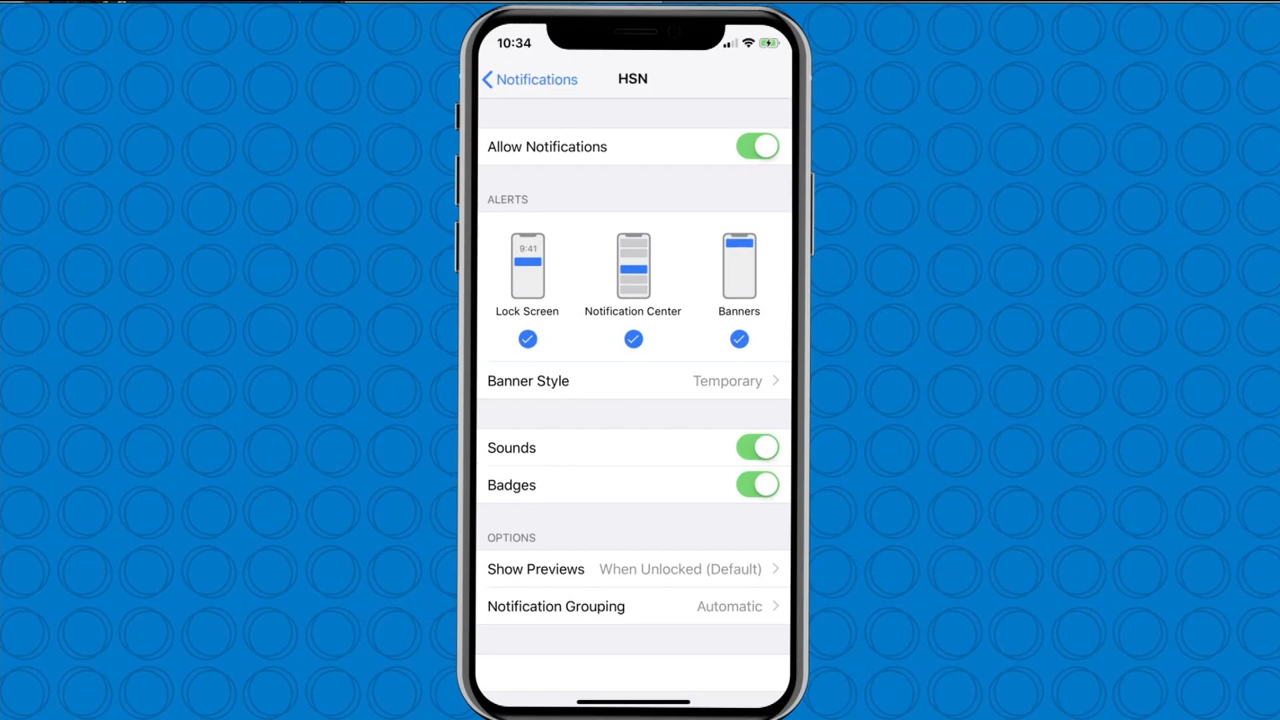 10:34
Notifications HSN
Allow Notifications
ALERTS
9:41
Lock Screen Notification Center Banners
Banner Style Temporary
Sounds
Badges
OPTIONS
Show Previews When Unlocked (Default)
Notification Grouping Automatic